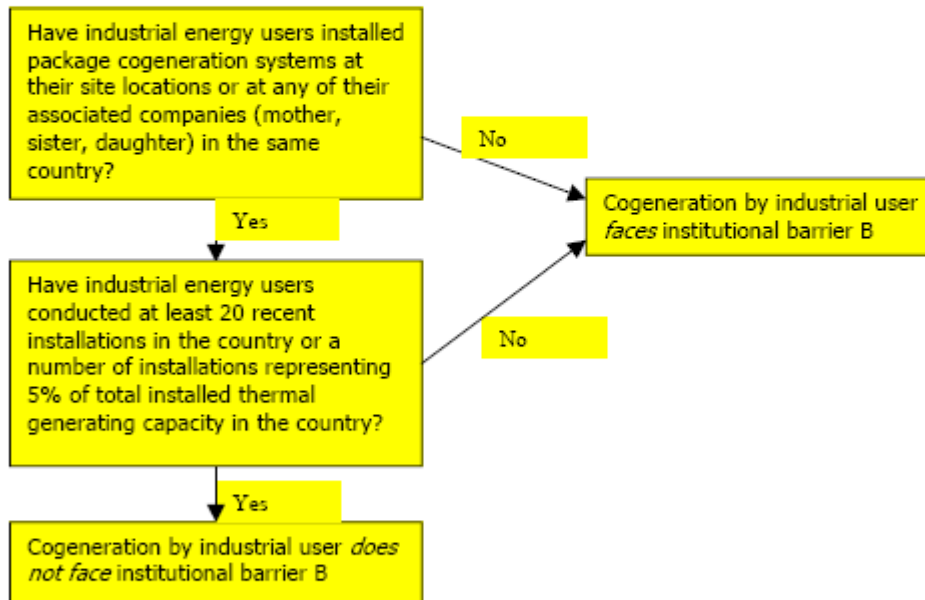 Have industrial energy users installed
package cogeneration systems at
their site locations or at any of their
associated companies (mother,
sister, daughter) in the same
country?
No
Cogeneration by industrial user
faces institutional barrier B
Yes
Have industrial energy users
conducted at least 20 recent
installations in the country or a
number of installations representing
5% of total installed thermal
generating capacity in the country?
No
Yes
Cogeneration by industrial user does
not face institutional barrier B